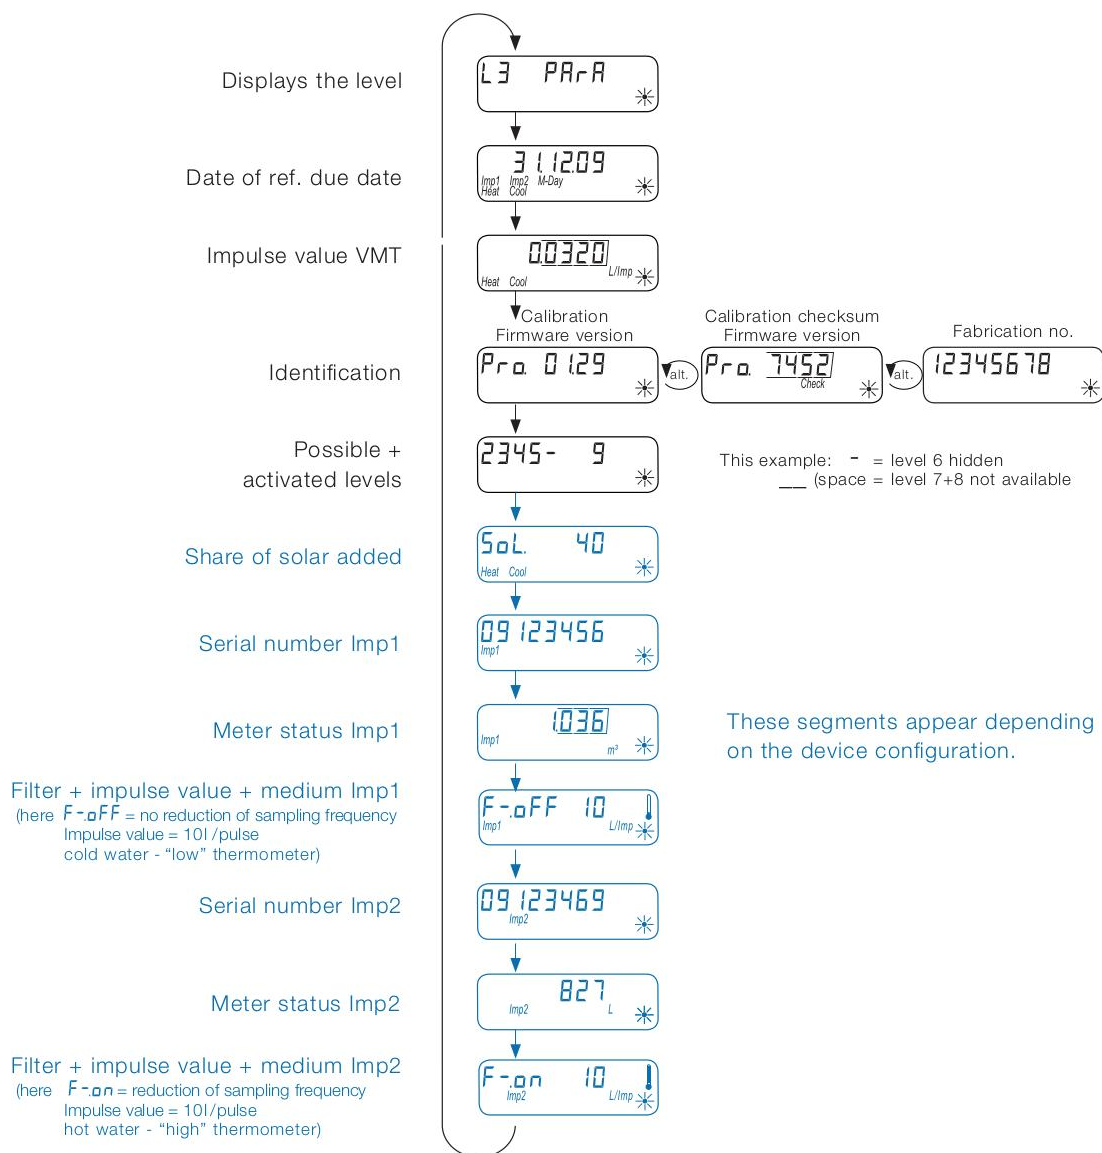 Displays the level
L3 PArA
Date of ref. due date
31.12.09
Imp1 Imp2 M-Day
Heat Cool
Impulse value VMT
0.0320
L/Imp
Heat Cool
Calibration
Firmware version
Calibration checksum
Firmware version
Fabrication no.
Identification
Pro. 01.29
alt.
Pro. 7452
Check
alt.
12345678
Possible +
activated levels
2345- 9
This example: - = level 6 hidden
__ (space = level 7+8 not available
Share of solar added
SoL. 40
Heat Cool
Serial number Imp1
09123456
Imp1
Meter status Imp1
1.036
Imp1 m³
These segments appear depending
on the device configuration.
Filter + impulse value + medium Imp1
(here F-.oFF = no reduction of sampling frequency
Impulse value = 10l/pulse
cold water - “low” thermometer)
F-.oFF 10
Imp1 L/Imp
Serial number Imp2
09123469
Imp2
Meter status Imp2
827
Imp2 L
Filter + impulse value + medium Imp2
(here F-.on = reduction of sampling frequency
Impulse value = 10l/pulse
hot water - “high” thermometer)
F-.on 10
Imp2 L/Imp